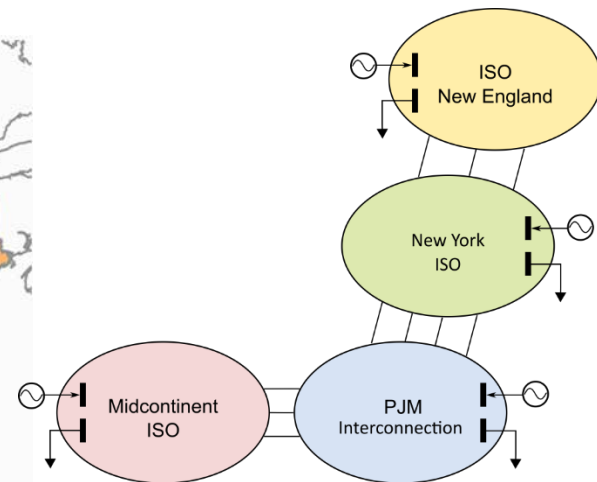 ISO
New England
New York
ISO
Midcontinent
ISO
PJM
Interconnection